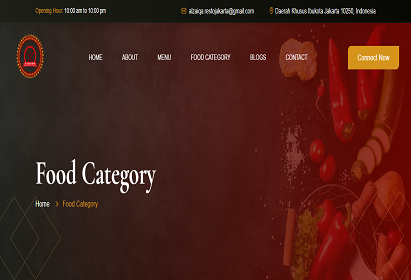 Opening Hour: 10:00 am to 10:00 pm
alzaiqa.restojakarta@gmail.com
Daerah Khusus Ibukota Jakarta 10250, Indonesia
HOME ABOUT MENU FOOD CATEGORY BLOGS CONTACT
Connect Now
Food Category
Home > Food Category